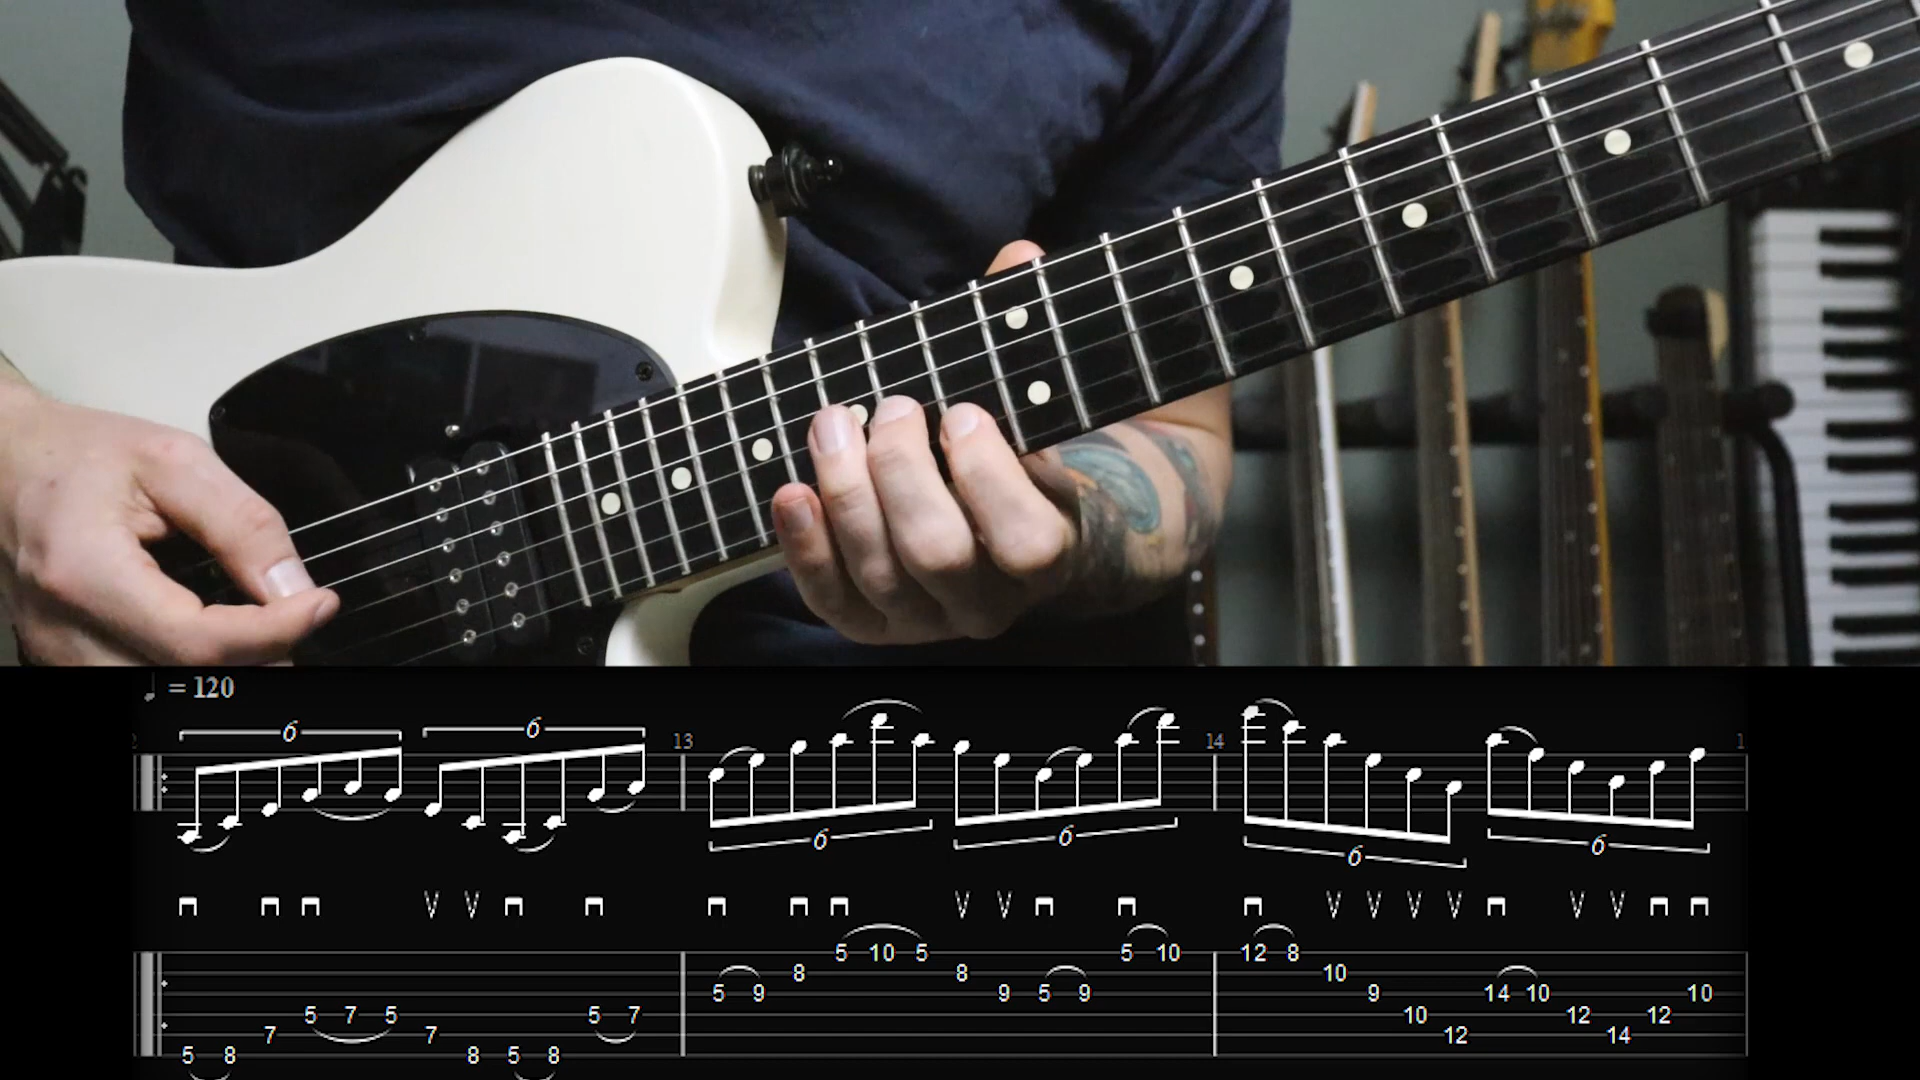 ♩ = 120
6 6 6 6 6 6
13 14
5 10 5 5 10 12 8
8 8 10
5 9 9 5 9 9 14 10 10
5 7 5 5 7 10 12 12
7 7 12 14
5 8 8 5 8